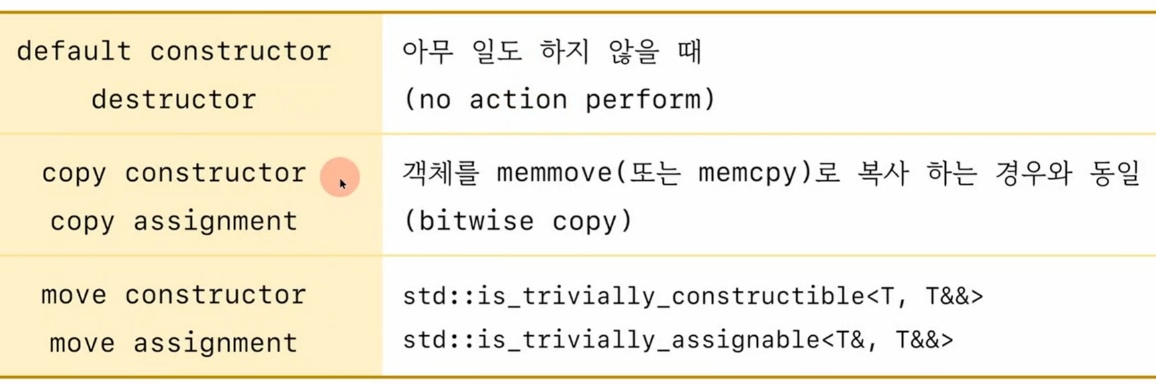 default constructor
destructor
아무 일도 하지 않을 때
(no action perform)
copy constructor
copy assignment
객체를 memmove(또는 memcpy)로 복사 하는 경우와 동일
(bitwise copy)
move constructor
move assignment
std::is_trivially_constructible<T, T&&>
std::is_trivially_assignable<T&, T&&>